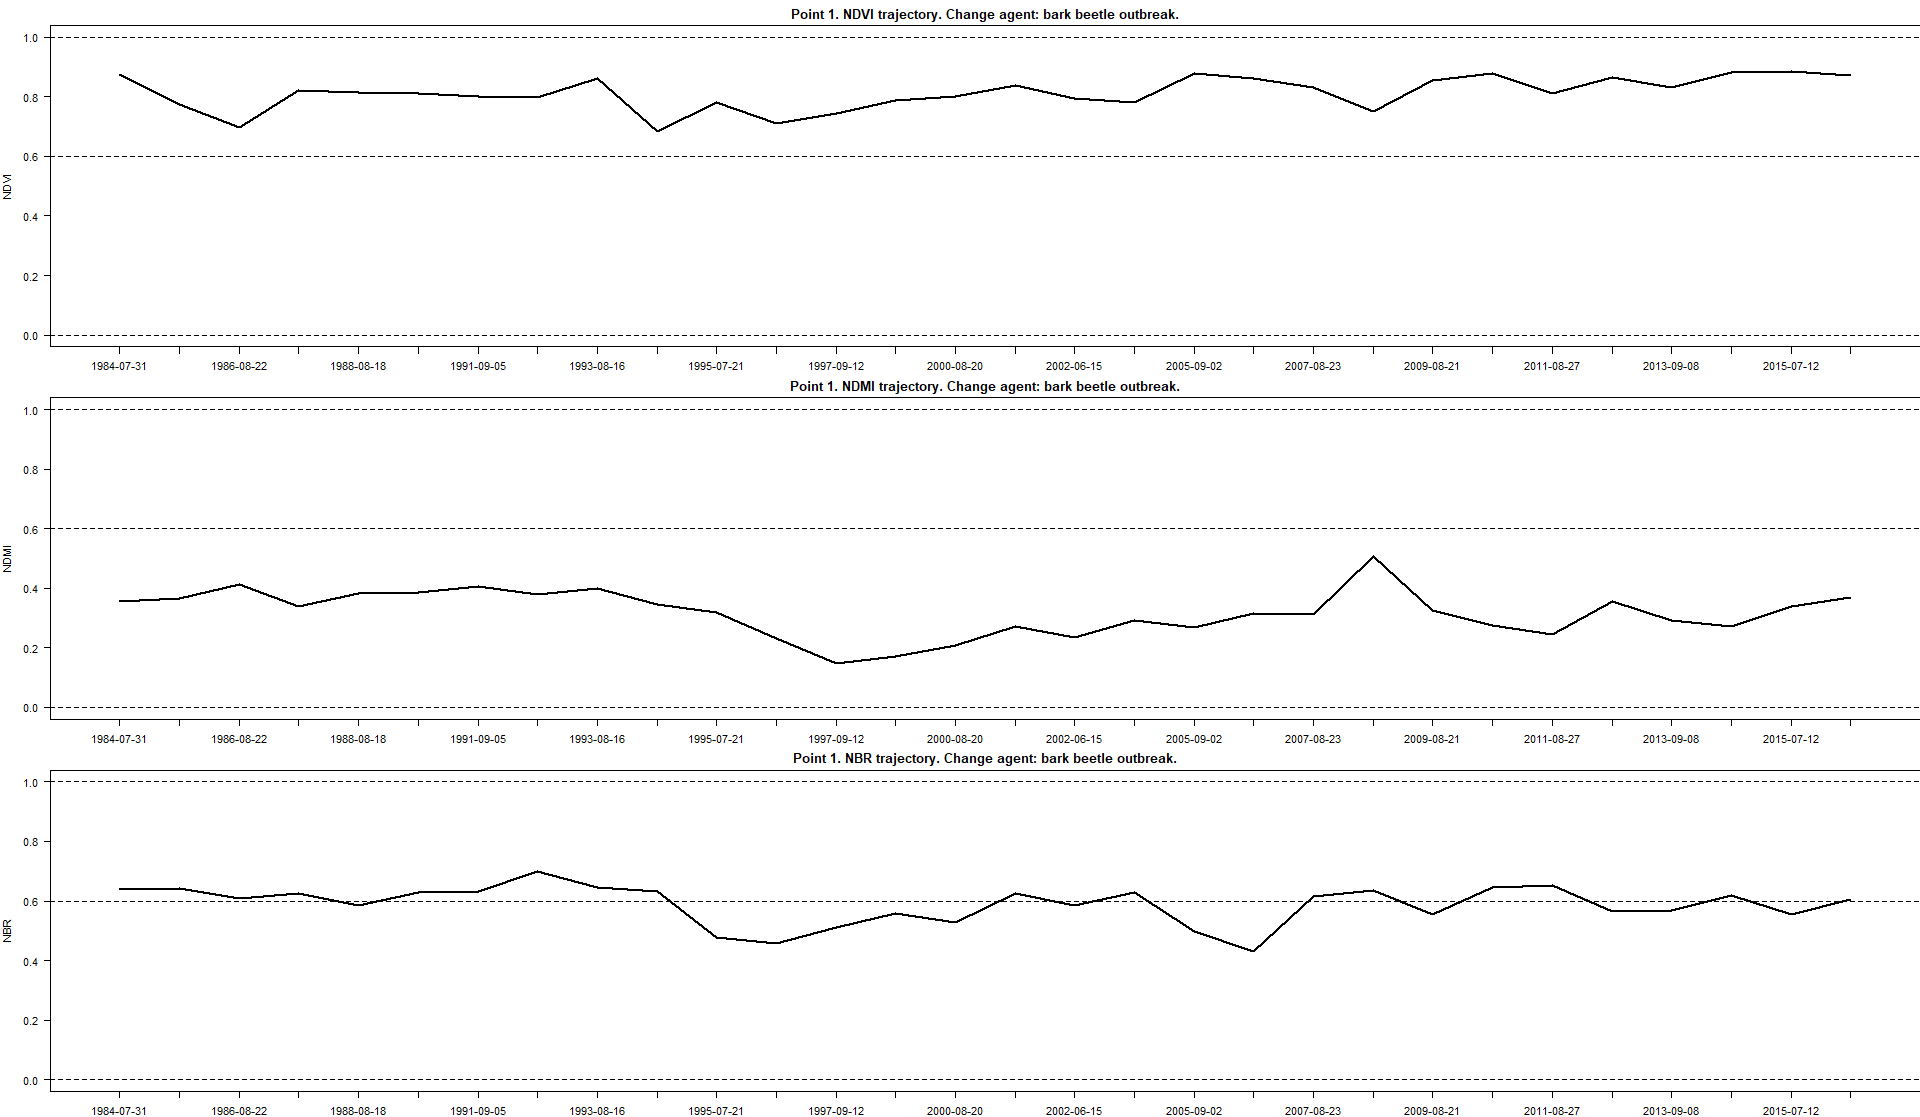 Point 1. NDVI trajectory. Change agent: bark beetle outbreak.
1.0
0.8
0.6
0.4
0.2
0.0
NDVI
1984-07-31 1986-08-22 1988-08-18 1991-09-05 1993-08-16 1995-07-21 1997-09-12 2000-08-20 2002-06-15 2005-09-02 2007-08-23 2009-08-21 2011-08-27 2013-09-08 2015-07-12
Point 1. NDMI trajectory. Change agent: bark beetle outbreak.
1.0
0.8
0.6
0.4
0.2
0.0
NDMI
1984-07-31 1986-08-22 1988-08-18 1991-09-05 1993-08-16 1995-07-21 1997-09-12 2000-08-20 2002-06-15 2005-09-02 2007-08-23 2009-08-21 2011-08-27 2013-09-08 2015-07-12
Point 1. NBR trajectory. Change agent: bark beetle outbreak.
1.0
0.8
0.6
0.4
0.2
0.0
NBR
1984-07-31 1986-08-22 1988-08-18 1991-09-05 1993-08-16 1995-07-21 1997-09-12 2000-08-20 2002-06-15 2005-09-02 2007-08-23 2009-08-21 2011-08-27 2013-09-08 2015-07-12